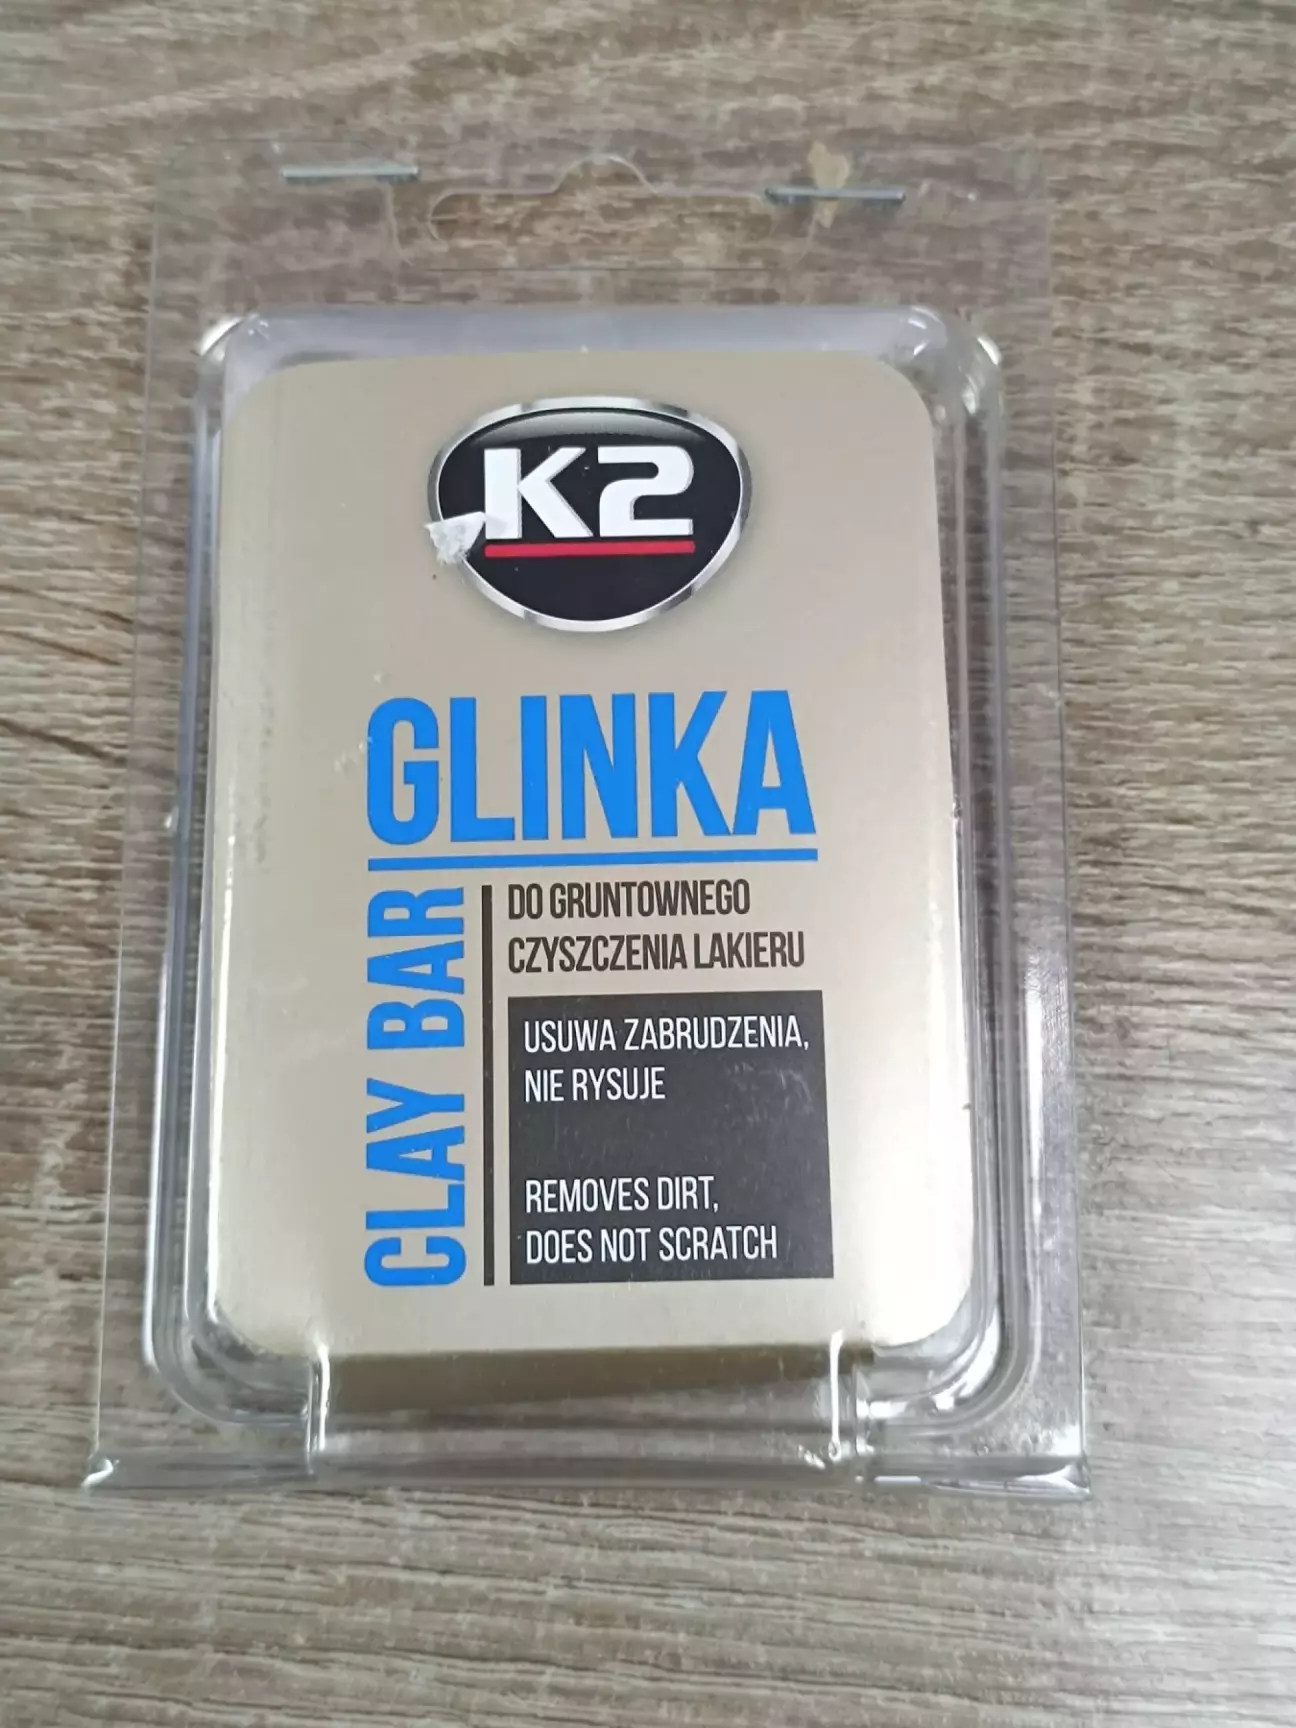 K2
GLINKA
CLAY BAR
DO GRUNTOWNEGO
CZYSZCZENIA LAKIERU
USUWA ZABRUDZENIA,
NIE RYSUJE
REMOVES DIRT,
DOES NOT SCRATCH